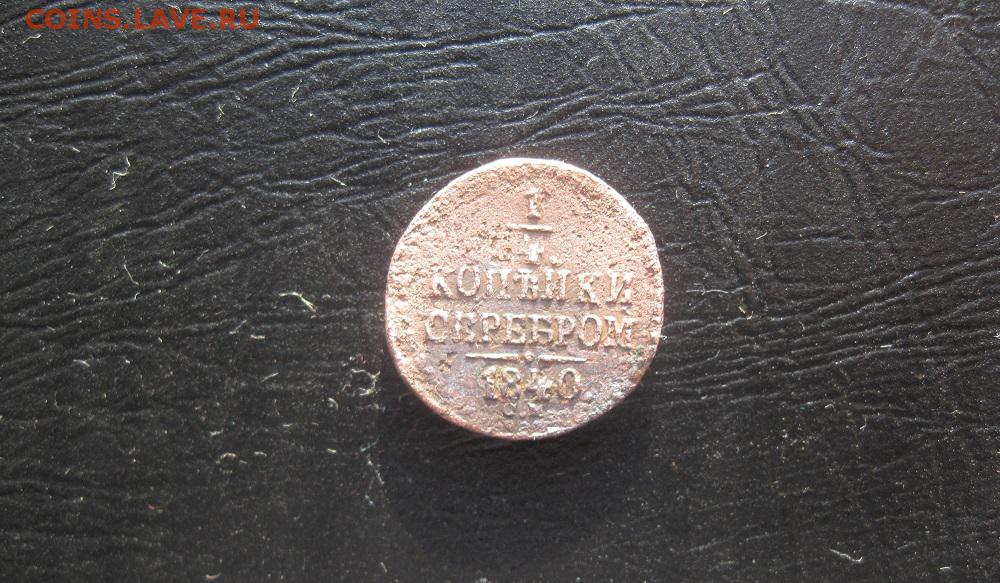 COINS.LAVE.RU
1
4
КОПѢЙКИ
СЕРЕБРОМ
1840